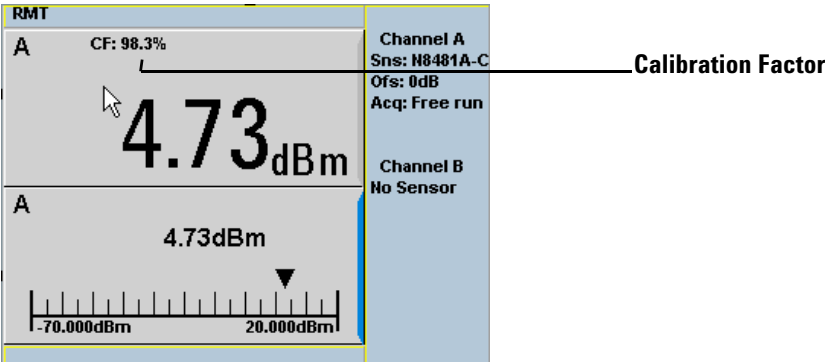 RMT
A
CF: 98.3%
4.73dBm
A
4.73dBm
-70.000dBm
20.000dBm
Channel A
Sns: N8481A-C
Ofs: 0dB
Acq: Free run
Channel B
No Sensor
Calibration Factor